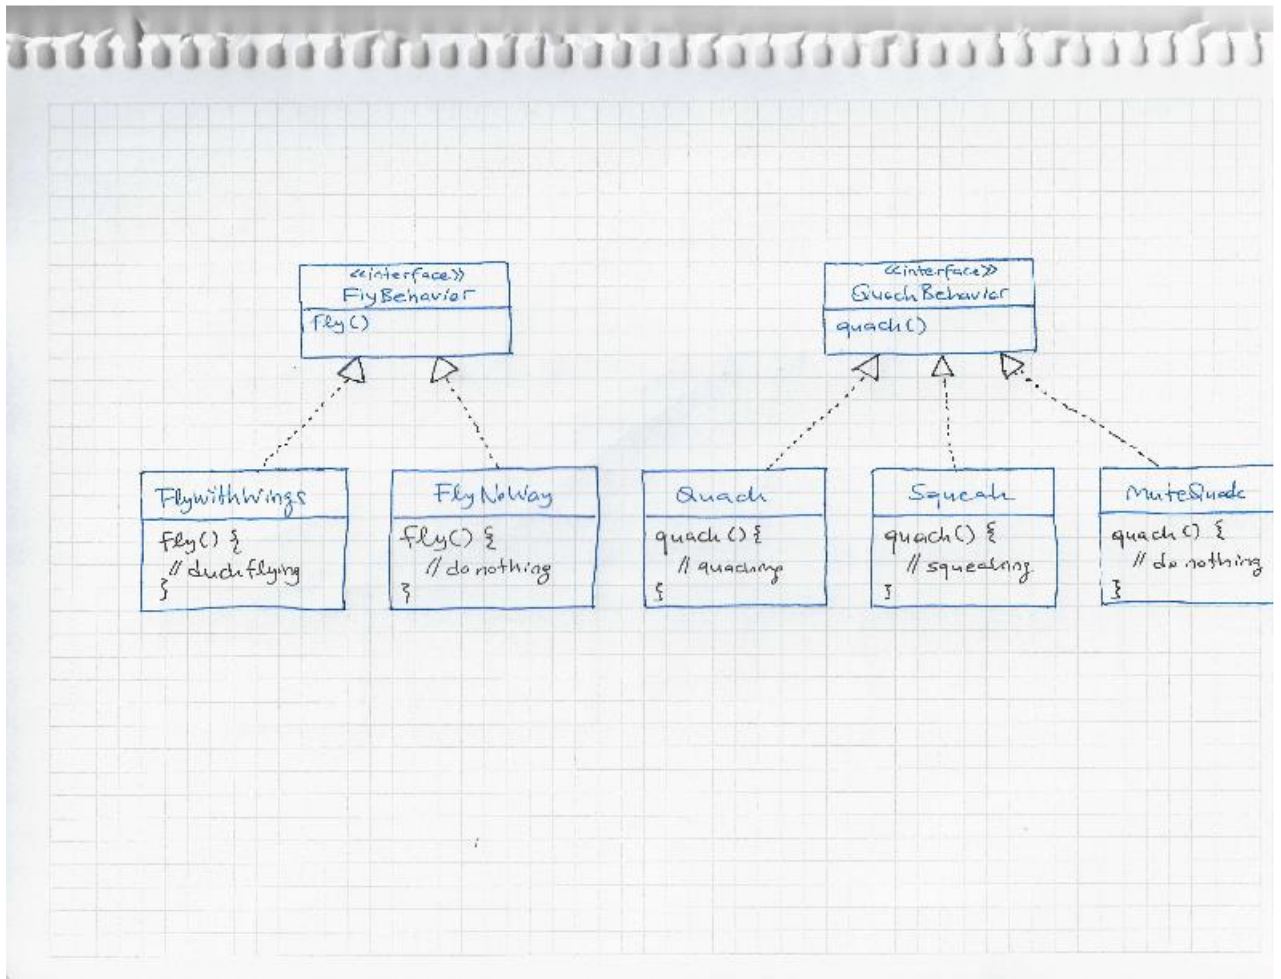 «interface»
FlyBehavior
fly()
«interface»
QuackBehavior
quack()
FlywithWings
fly() {
// duck flying
}
FlyNoWay
fly() {
// do nothing
}
Quack
quack() {
// quacking
}
Squeak
quack() {
// squeaking
}
MuteQuack
quack() {
// do nothing
}